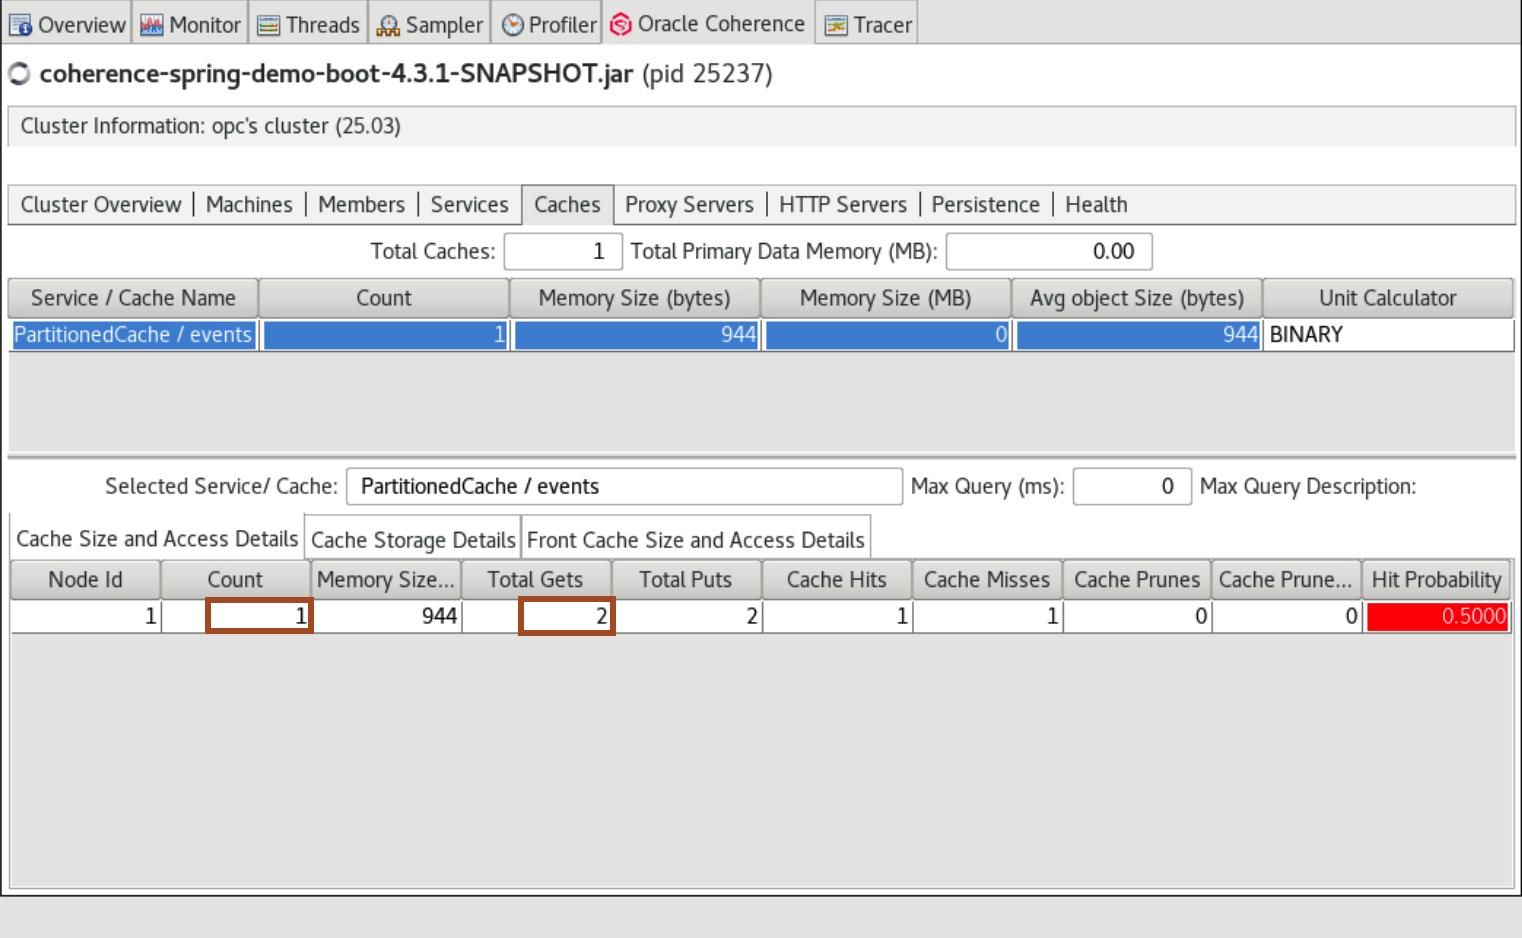 Overview Monitor Threads Sampler Profiler Oracle Coherence Tracer
coherence-spring-demo-boot-4.3.1-SNAPSHOT.jar (pid 25237)
Cluster Information: opc's cluster (25.03)
Cluster Overview Machines Members Services Caches Proxy Servers HTTP Servers Persistence Health
Total Caches: 1 Total Primary Data Memory (MB): 0.00
Service / Cache Name Count Memory Size (bytes) Memory Size (MB) Avg object Size (bytes) Unit Calculator
PartitionedCache / events 1 944 0 944 BINARY
Selected Service/ Cache: PartitionedCache / events Max Query (ms): 0 Max Query Description:
Cache Size and Access Details Cache Storage Details Front Cache Size and Access Details
Node Id Count Memory Size... Total Gets Total Puts Cache Hits Cache Misses Cache Prunes Cache Prune... Hit Probability
1 1 944 2 2 1 1 0 0 0.5000